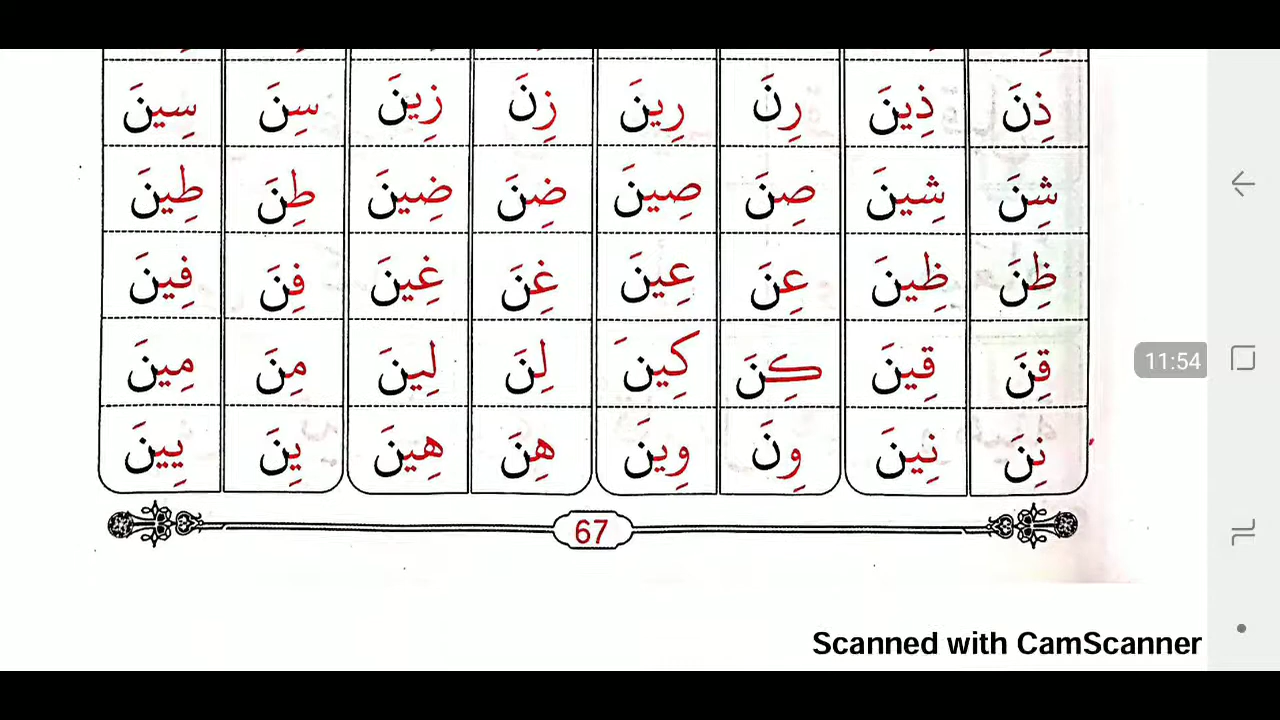 ذِنَ ذِينَ رِنَ رِينَ زِنَ زِينَ سِنَ سِينَ
شِنَ شِينَ صِنَ صِينَ ضِنَ ضِينَ طِنَ طِينَ
ظِنَ ظِينَ عِنَ عِينَ غِنَ غِينَ فِنَ فِينَ
قِنَ قِينَ كِنَ كِينَ لِنَ لِينَ مِنَ مِينَ
11:54
نِنَ نِينَ وِنَ وِينَ هِنَ هِينَ يِنَ يِينَ
67
Scanned with CamScanner